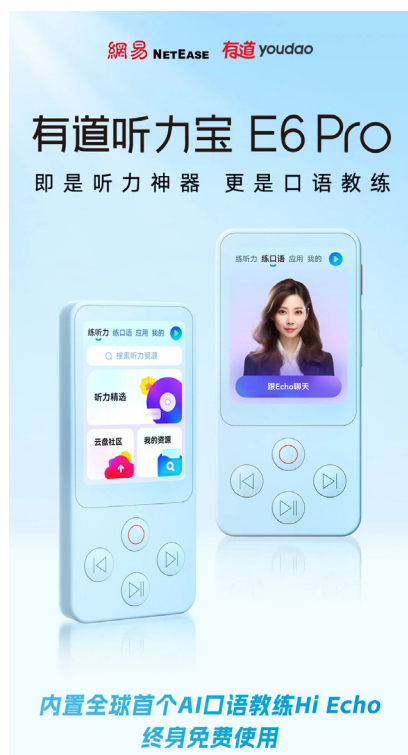 網易 NetEase 有道 youdao
有道听力宝 E6 Pro
即是听力神器 更是口语教练
练听力 练口语 应用 我的
跟Echo聊天
练听力 练口语 应用 我的
搜索听力资源
听力精选
云盘社区 我的资源
内置全球首个AI口语教练Hi Echo
终身免费使用